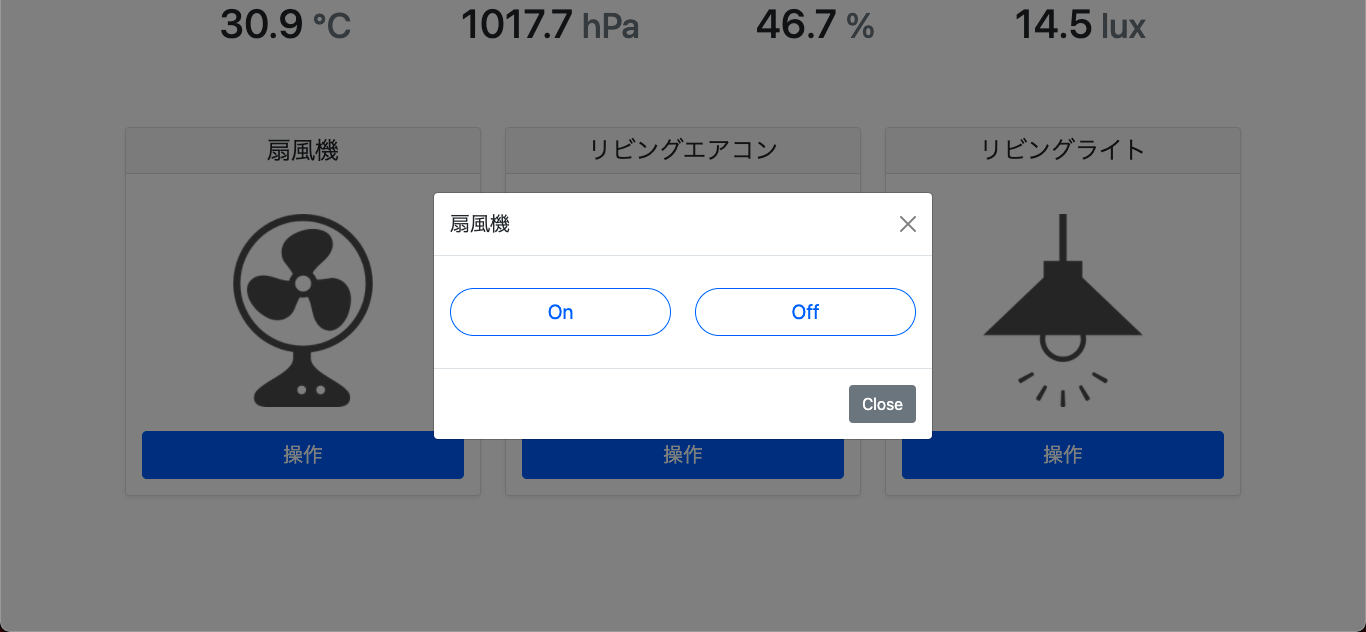 30.9 °C 1017.7 hPa 46.7 % 14.5 lux
扇風機 リビングエアコン リビングライト
扇風機
On Off
Close
操作 操作 操作